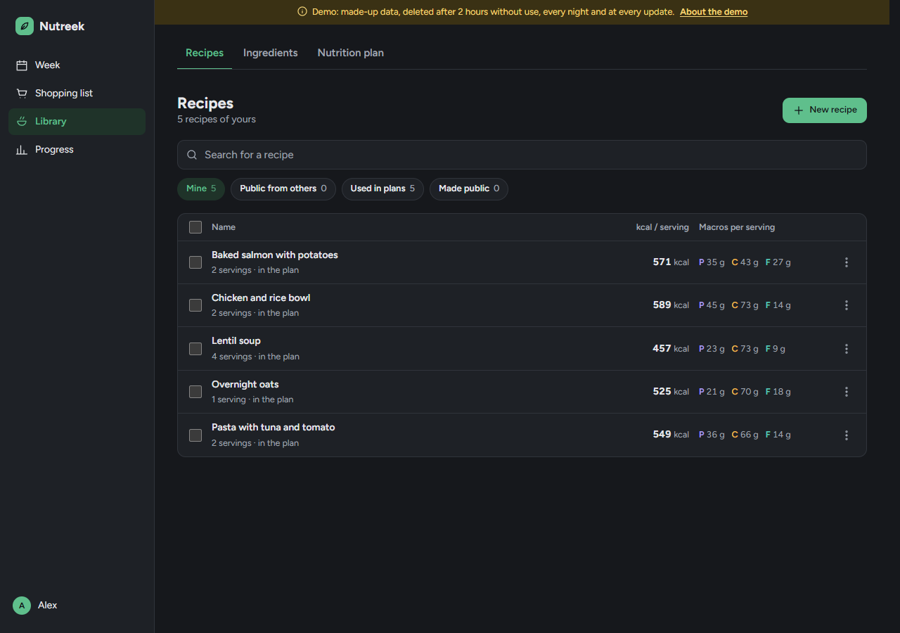 Nutreek
Week
Shopping list
Library
Progress
A Alex
Demo: made-up data, deleted after 2 hours without use, every night and at every update. About the demo
Recipes Ingredients Nutrition plan
Recipes
5 recipes of yours
New recipe
Search for a recipe
Mine 5 Public from others 0 Used in plans 5 Made public 0
Name kcal / serving Macros per serving
Baked salmon with potatoes
2 servings · in the plan
571 kcal P 35 g C 43 g F 27 g
Chicken and rice bowl
2 servings · in the plan
589 kcal P 45 g C 73 g F 14 g
Lentil soup
4 servings · in the plan
457 kcal P 23 g C 73 g F 9 g
Overnight oats
1 serving · in the plan
525 kcal P 21 g C 70 g F 18 g
Pasta with tuna and tomato
2 servings · in the plan
549 kcal P 36 g C 66 g F 14 g